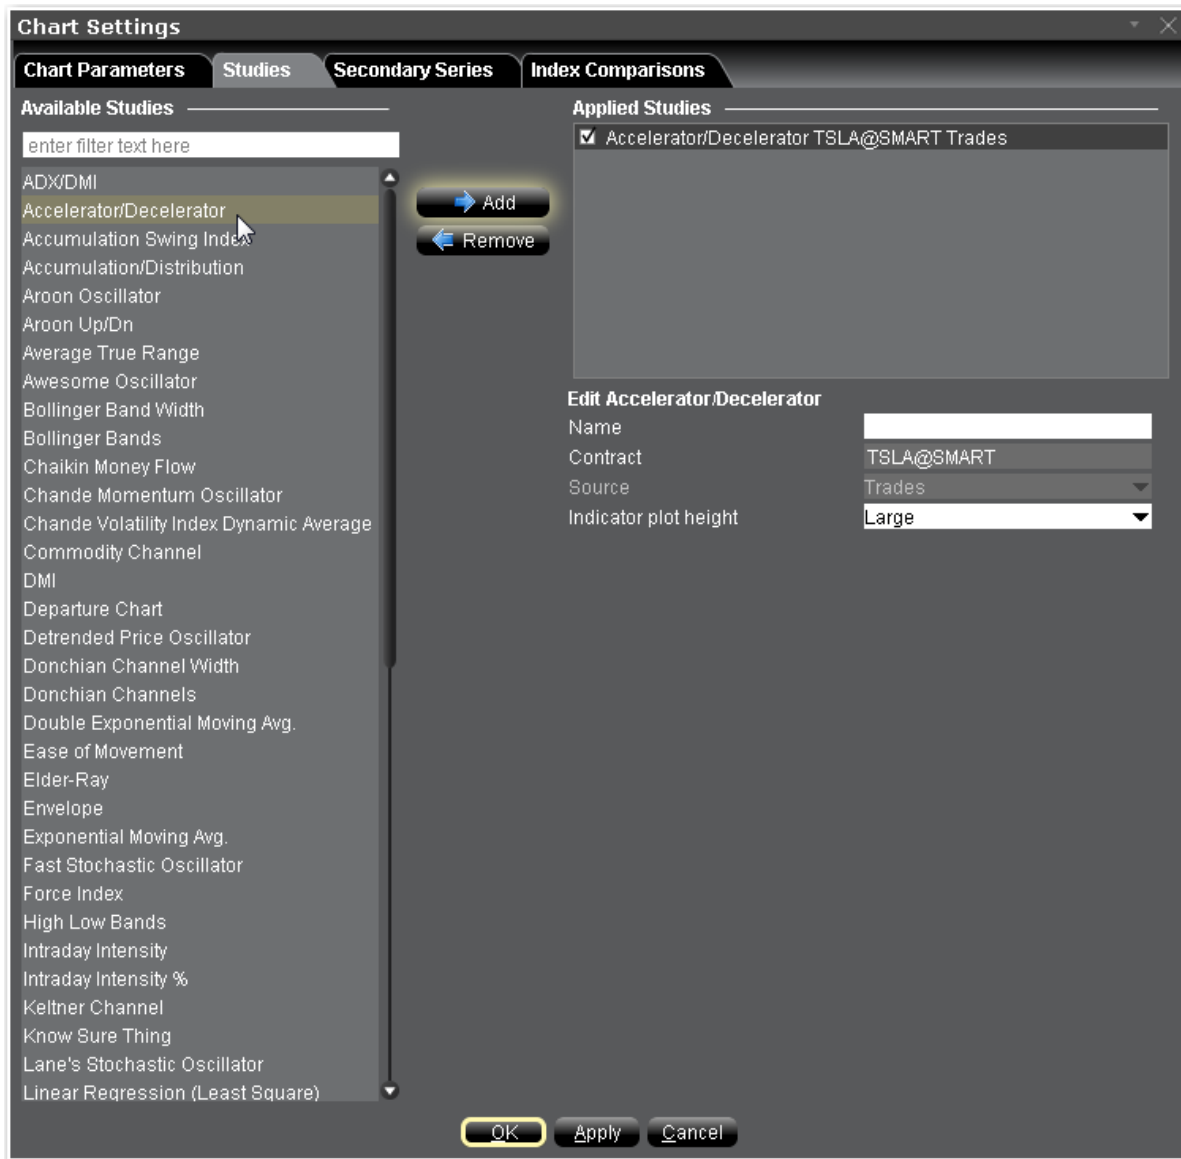 Chart Settings
Chart Parameters Studies Secondary Series Index Comparisons
Available Studies
enter filter text here
ADX/DMI
Accelerator/Decelerator
Accumulation Swing Index
Accumulation/Distribution
Aroon Oscillator
Aroon Up/Dn
Average True Range
Awesome Oscillator
Bollinger Band Width
Bollinger Bands
Chaikin Money Flow
Chande Momentum Oscillator
Chande Volatility Index Dynamic Average
Commodity Channel
DMI
Departure Chart
Detrended Price Oscillator
Donchian Channel Width
Donchian Channels
Double Exponential Moving Avg.
Ease of Movement
Elder-Ray
Envelope
Exponential Moving Avg.
Fast Stochastic Oscillator
Force Index
High Low Bands
Intraday Intensity
Intraday Intensity %
Keltner Channel
Know Sure Thing
Lane's Stochastic Oscillator
Linear Regression (Least Square)
Add
Remove
Applied Studies
Accelerator/Decelerator TSLA@SMART Trades
Edit Accelerator/Decelerator
Name
Contract TSLA@SMART
Source Trades
Indicator plot height Large
OK Apply Cancel